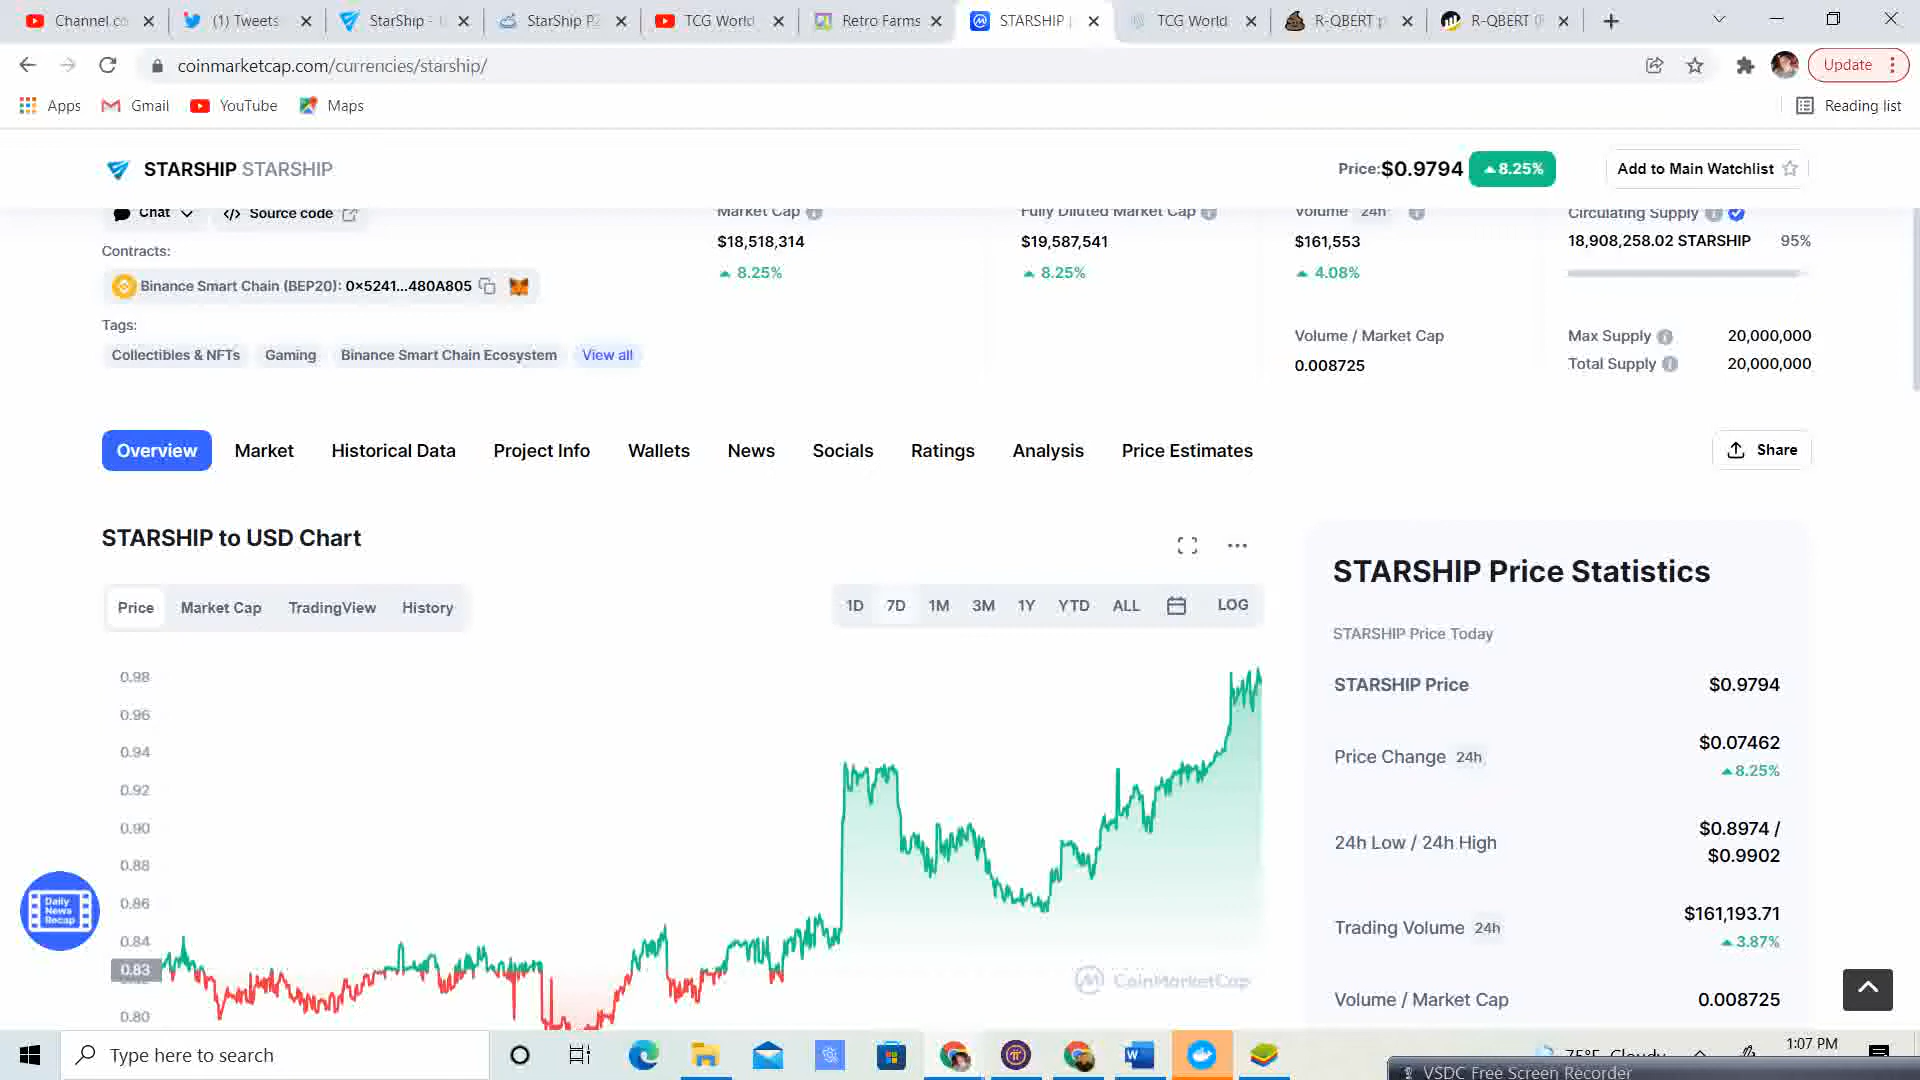 Channel.co
(1) Tweets
StarShip -
StarShip P2
TCG World
Retro Farms
STARSHIP
TCG World
R-QBERT p
R-QBERT (R
coinmarketcap.com/currencies/starship/
Update
Apps Gmail YouTube Maps
Reading list
STARSHIP STARSHIP
Price:$0.9794 8.25%
Add to Main Watchlist
Chat Source code
Market Cap
$18,518,314
8.25%
Fully Diluted Market Cap
$19,587,541
8.25%
Volume 24h
$161,553
4.08%
Volume / Market Cap
0.008725
Circulating Supply
18,908,258.02 STARSHIP 95%
Max Supply 20,000,000
Total Supply 20,000,000
Contracts:
Binance Smart Chain (BEP20): 0x5241...480A805
Tags:
Collectibles & NFTs Gaming Binance Smart Chain Ecosystem View all
Overview Market Historical Data Project Info Wallets News Socials Ratings Analysis Price Estimates
Share
STARSHIP to USD Chart
Price Market Cap TradingView History
1D 7D 1M 3M 1Y YTD ALL LOG
0.98
0.96
0.94
0.92
0.90
0.88
0.86
0.84
0.83
0.80
CoinMarketCap
Daily
News
Recap
STARSHIP Price Statistics
STARSHIP Price Today
STARSHIP Price $0.9794
Price Change 24h $0.07462
8.25%
24h Low / 24h High $0.8974 /
$0.9902
Trading Volume 24h $161,193.71
3.87%
Volume / Market Cap 0.008725
Type here to search
75°F Cloudy
1:07 PM
VSDC Free Screen Recorder